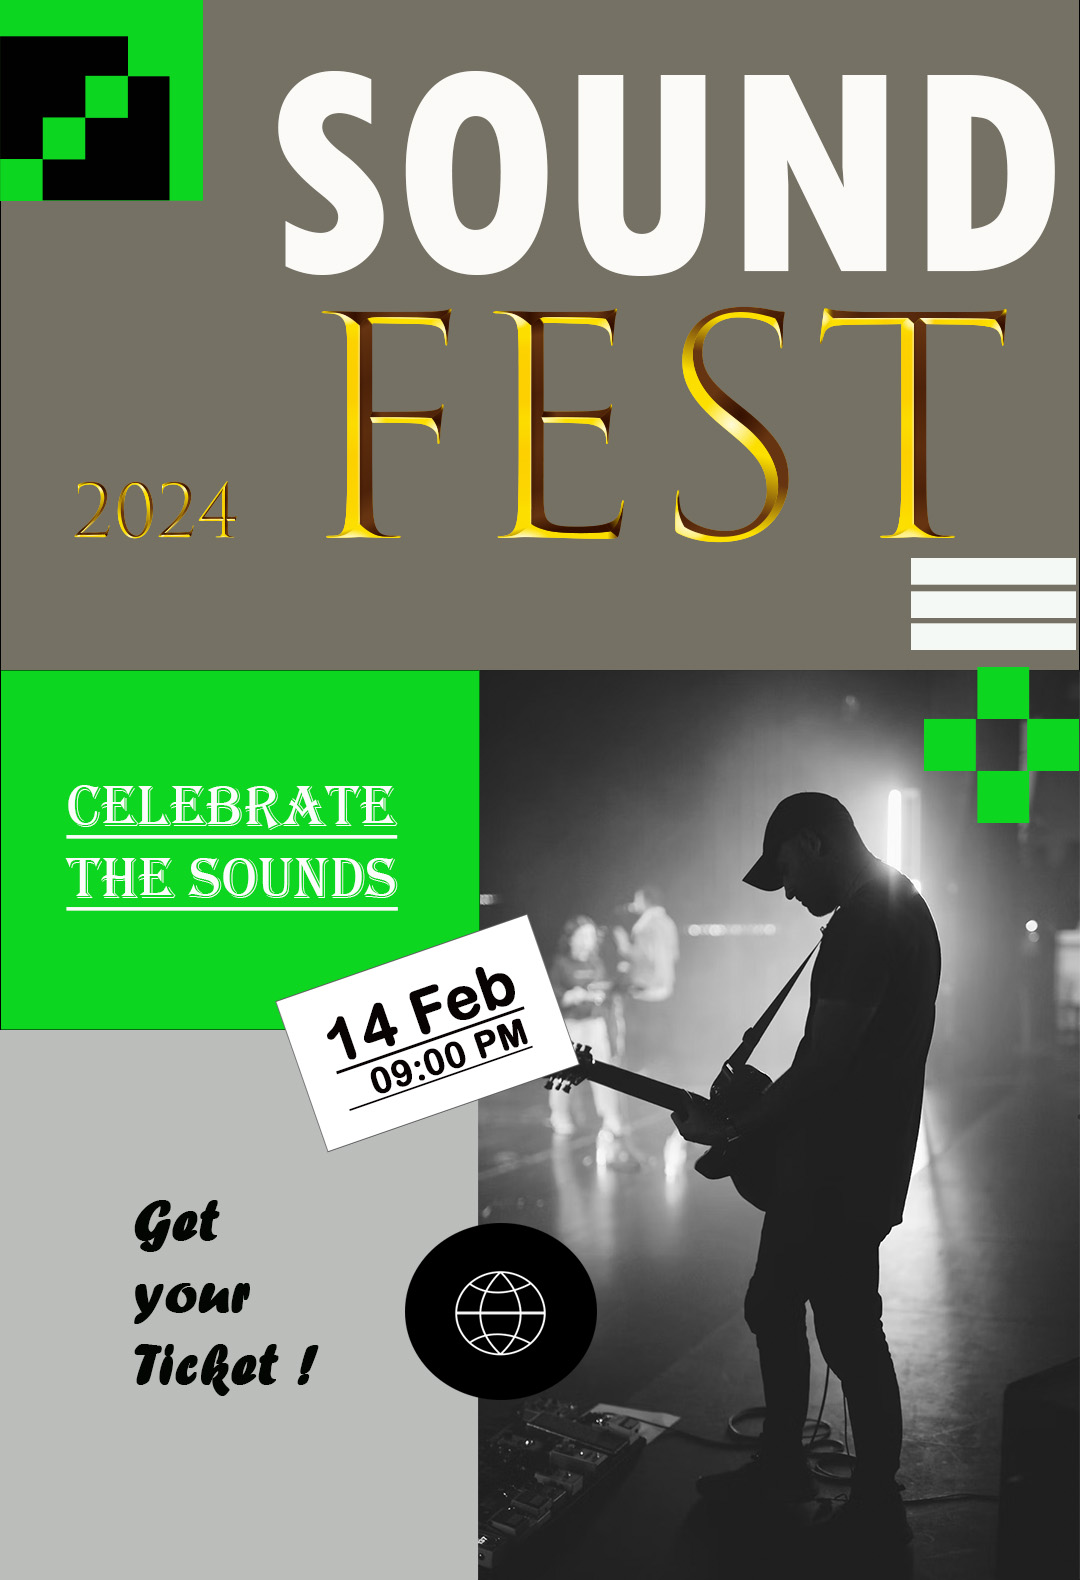 SOUND
FEST
2024
CELEBRATE
THE SOUNDS
14 Feb
09:00 PM
Get
your
Ticket !